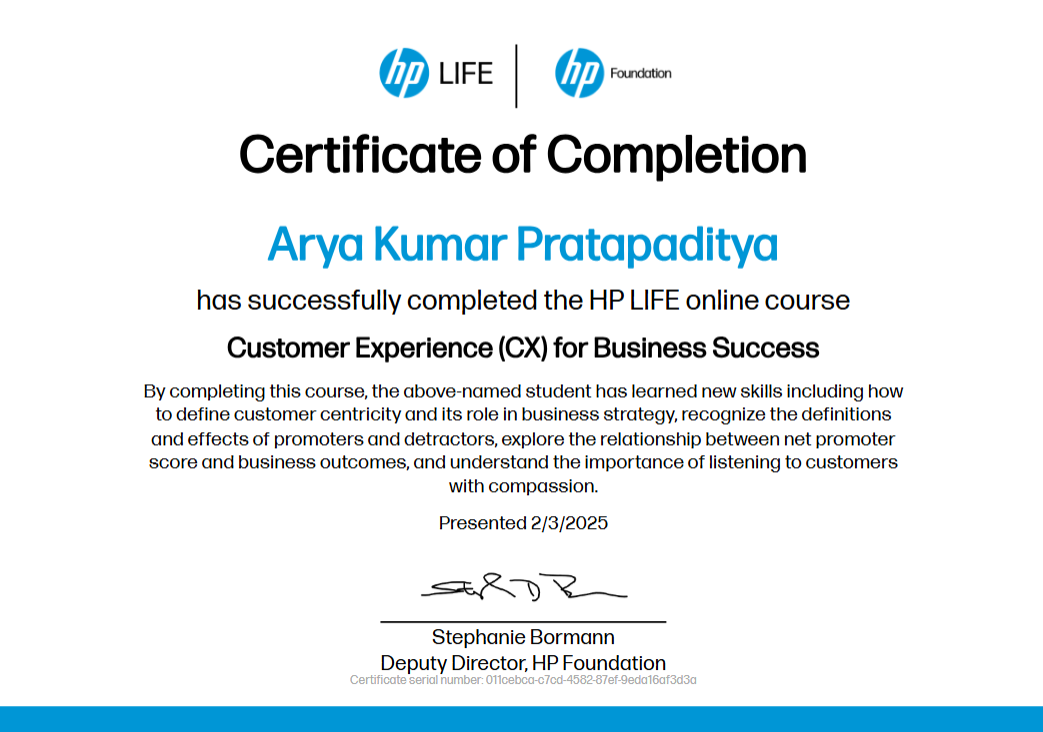 hp LIFE | hp Foundation
Certificate of Completion
Arya Kumar Pratapaditya
has successfully completed the HP LIFE online course
Customer Experience (CX) for Business Success
By completing this course, the above-named student has learned new skills including how
to define customer centricity and its role in business strategy, recognize the definitions
and effects of promoters and detractors, explore the relationship between net promoter
score and business outcomes, and understand the importance of listening to customers
with compassion.
Presented 2/3/2025
Stephanie Bormann
Deputy Director, HP Foundation
Certificate serial number: 011cebca-c7cd-4582-87ef-9eda16af3d3a